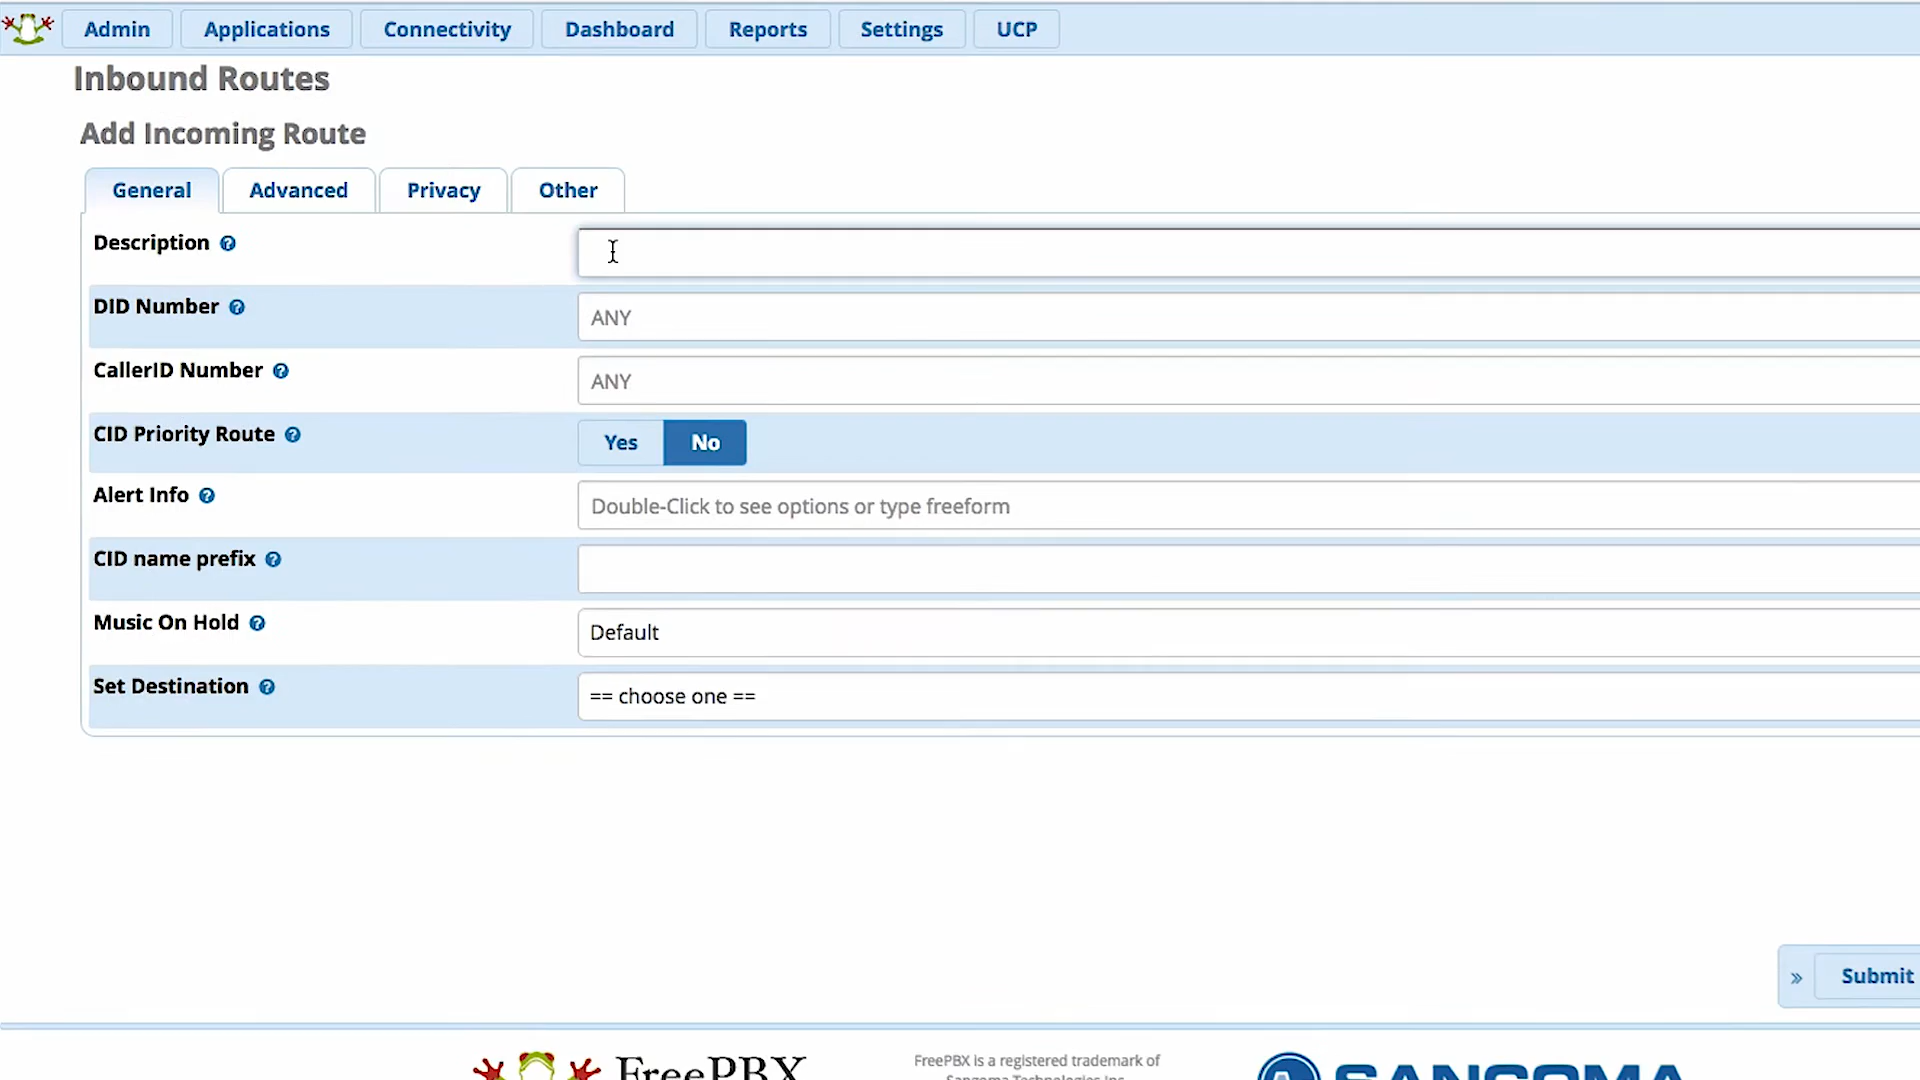 Admin Applications Connectivity Dashboard Reports Settings UCP
Inbound Routes
Add Incoming Route
General Advanced Privacy Other
Description
DID Number ANY
CallerID Number ANY
CID Priority Route Yes No
Alert Info Double-Click to see options or type freeform
CID name prefix
Music On Hold Default
Set Destination == choose one ==
» Submit
FreePBX
FreePBX is a registered trademark of
Sangoma Technologies Inc.
SANGOMA